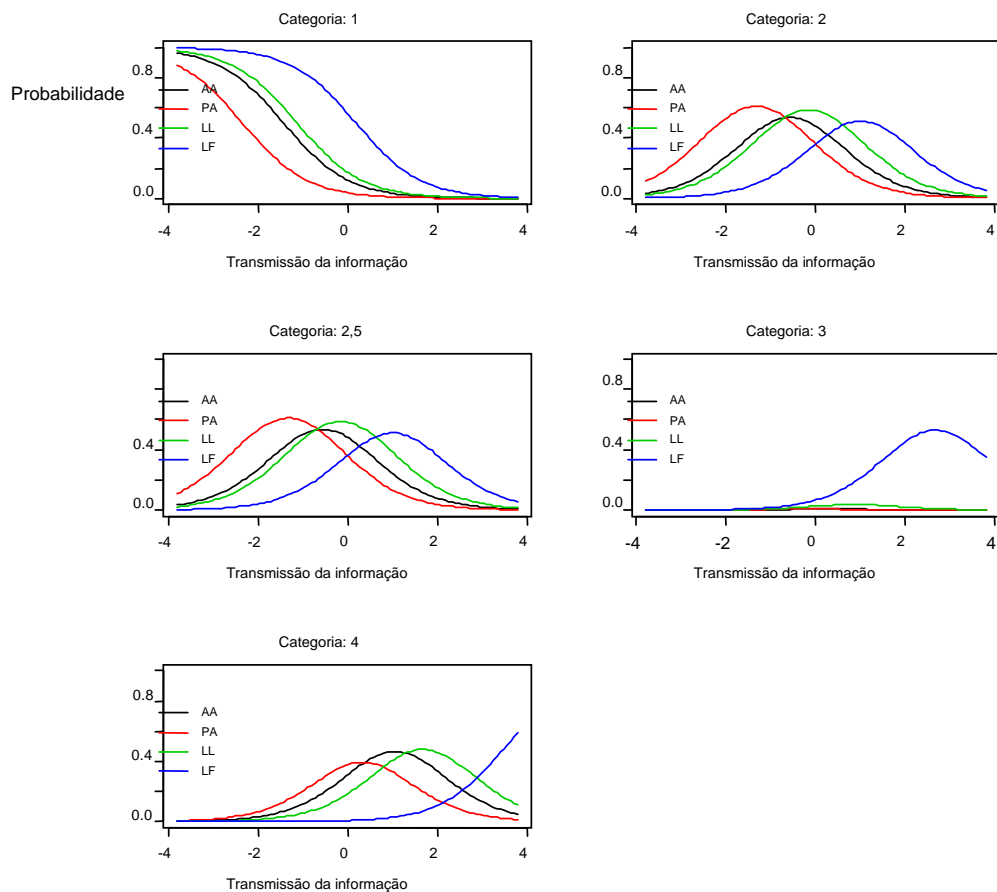 Categoria: 1
Probabilidade
0.8
0.4
0.0
AA
PA
LL
LF
-4 -2 0 2 4
Transmissão da informação
Categoria: 2
0.8
0.4
0.0
AA
PA
LL
LF
-4 -2 0 2 4
Transmissão da informação
Categoria: 2,5
0.4
0.0
AA
PA
LL
LF
-4 -2 0 2 4
Transmissão da informação
Categoria: 3
0.8
0.4
0.0
AA
PA
LL
LF
-4 -2 0 2 4
Transmissão da informação
Categoria: 4
0.8
0.4
0.0
AA
PA
LL
LF
-4 -2 0 2 4
Transmissão da informação